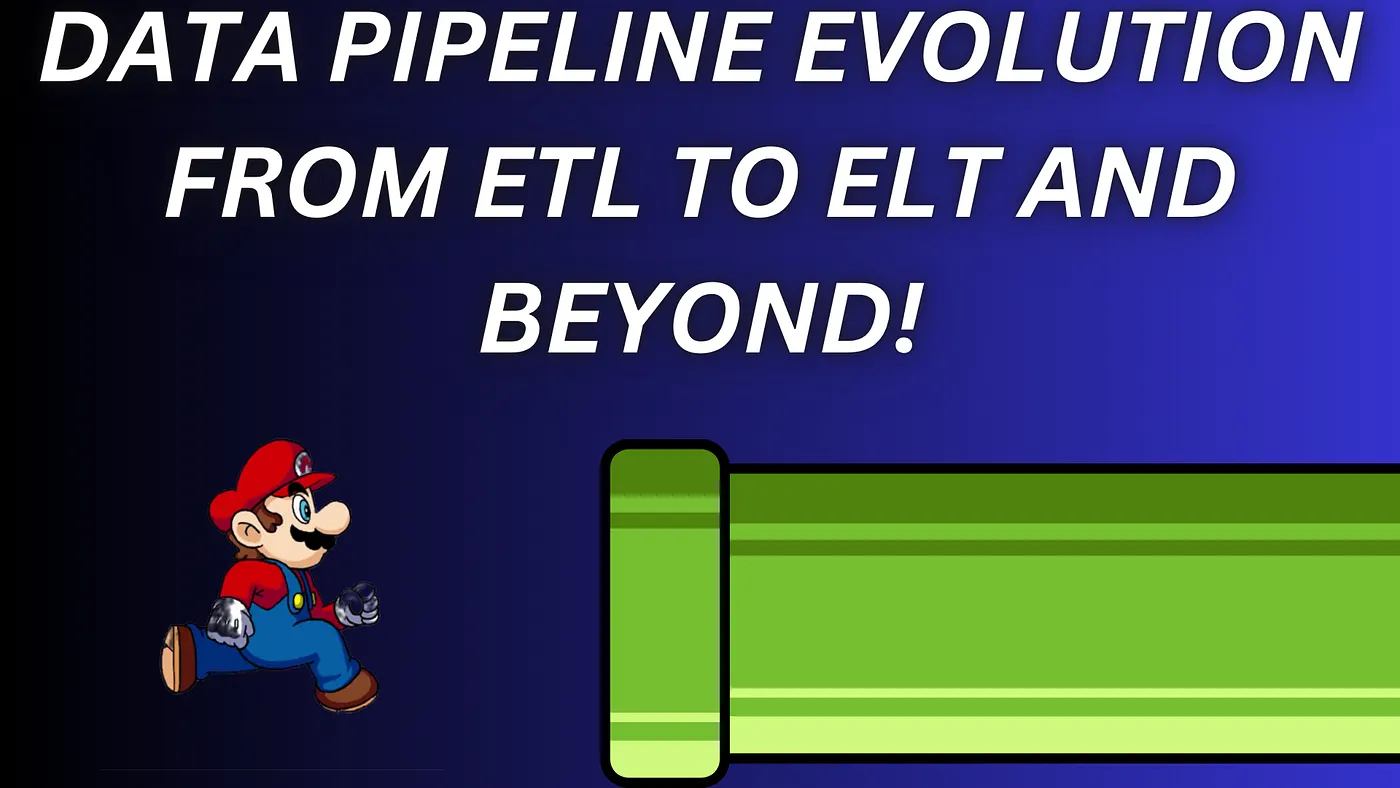 DATA PIPELINE EVOLUTION
FROM ETL TO ELT AND
BEYOND!